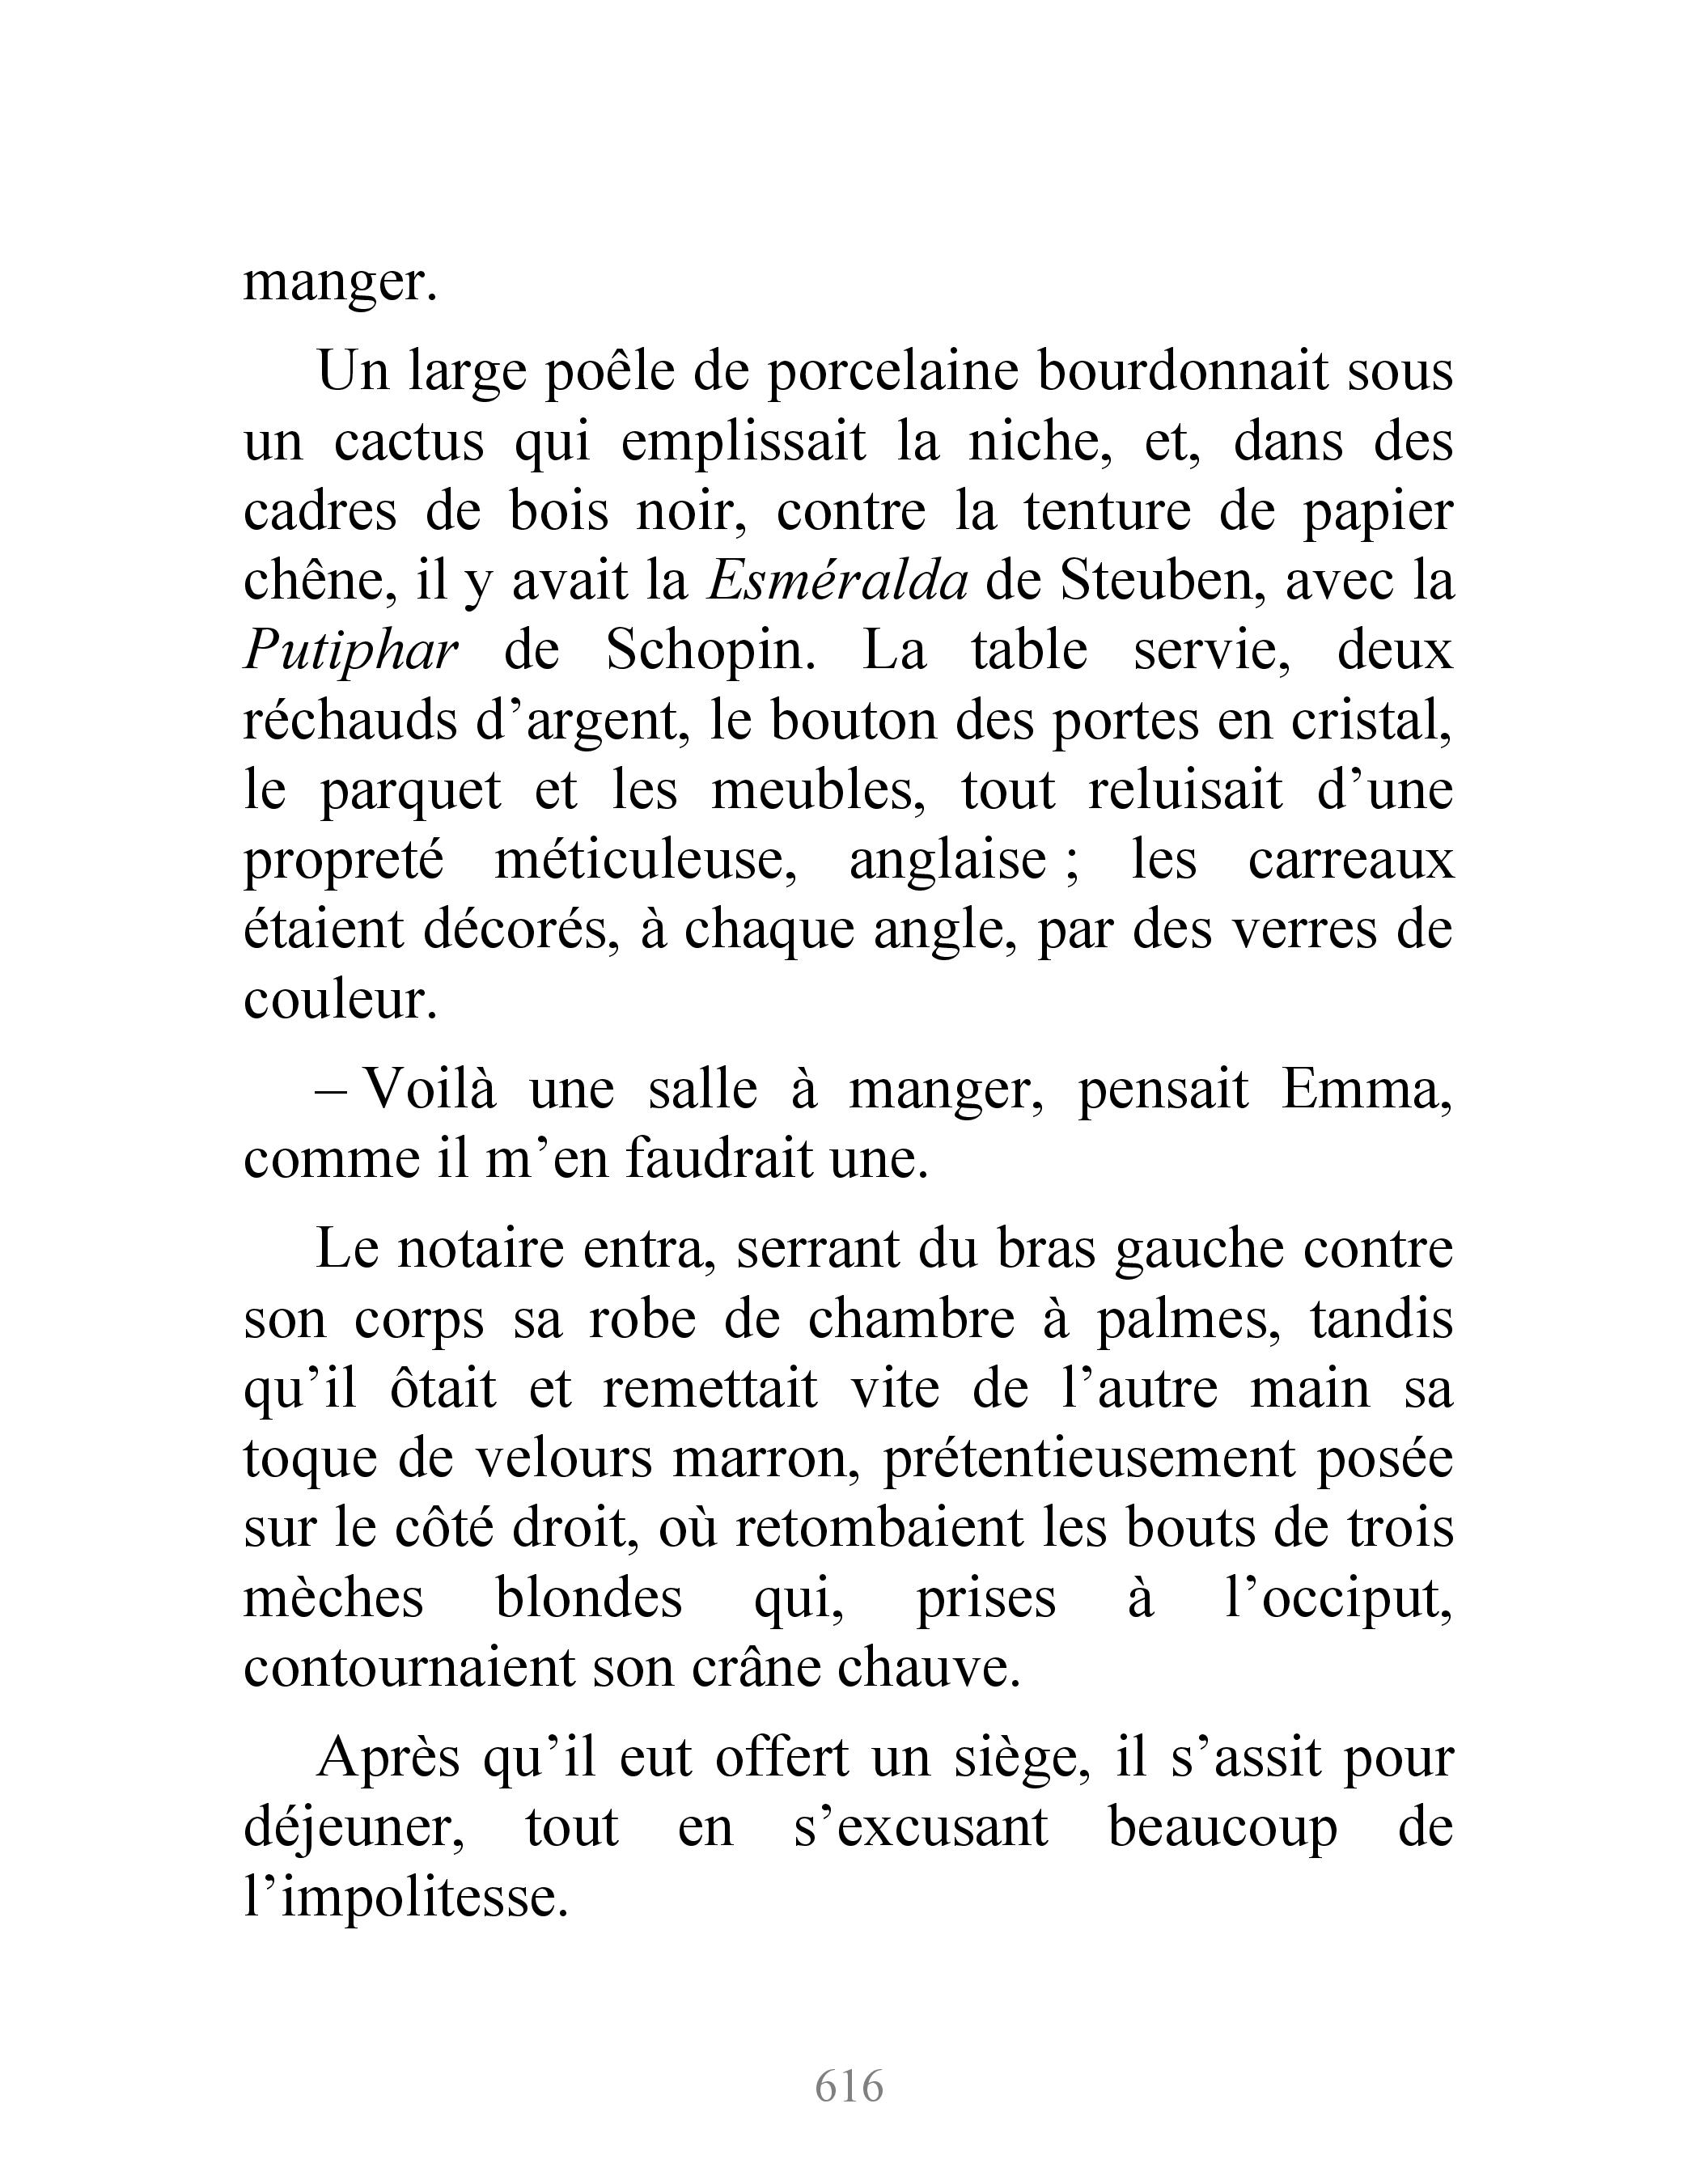 manger.
Un large poêle de porcelaine bourdonnait sous
un cactus qui emplissait la niche, et, dans des
cadres de bois noir, contre la tenture de papier
chêne, il y avait la Esméralda de Steuben, avec la
Putiphar de Schopin. La table servie, deux
réchauds d’argent, le bouton des portes en cristal,
le parquet et les meubles, tout reluisait d’une
propreté méticuleuse, anglaise ; les carreaux
étaient décorés, à chaque angle, par des verres de
couleur.
– Voilà une salle à manger, pensait Emma,
comme il m’en faudrait une.
Le notaire entra, serrant du bras gauche contre
son corps sa robe de chambre à palmes, tandis
qu’il ôtait et remettait vite de l’autre main sa
toque de velours marron, prétentieusement posée
sur le côté droit, où retombaient les bouts de trois
mèches blondes qui, prises à l’occiput,
contournaient son crâne chauve.
Après qu’il eut offert un siège, il s’assit pour
déjeuner, tout en s’excusant beaucoup de
l’impolitesse.
616